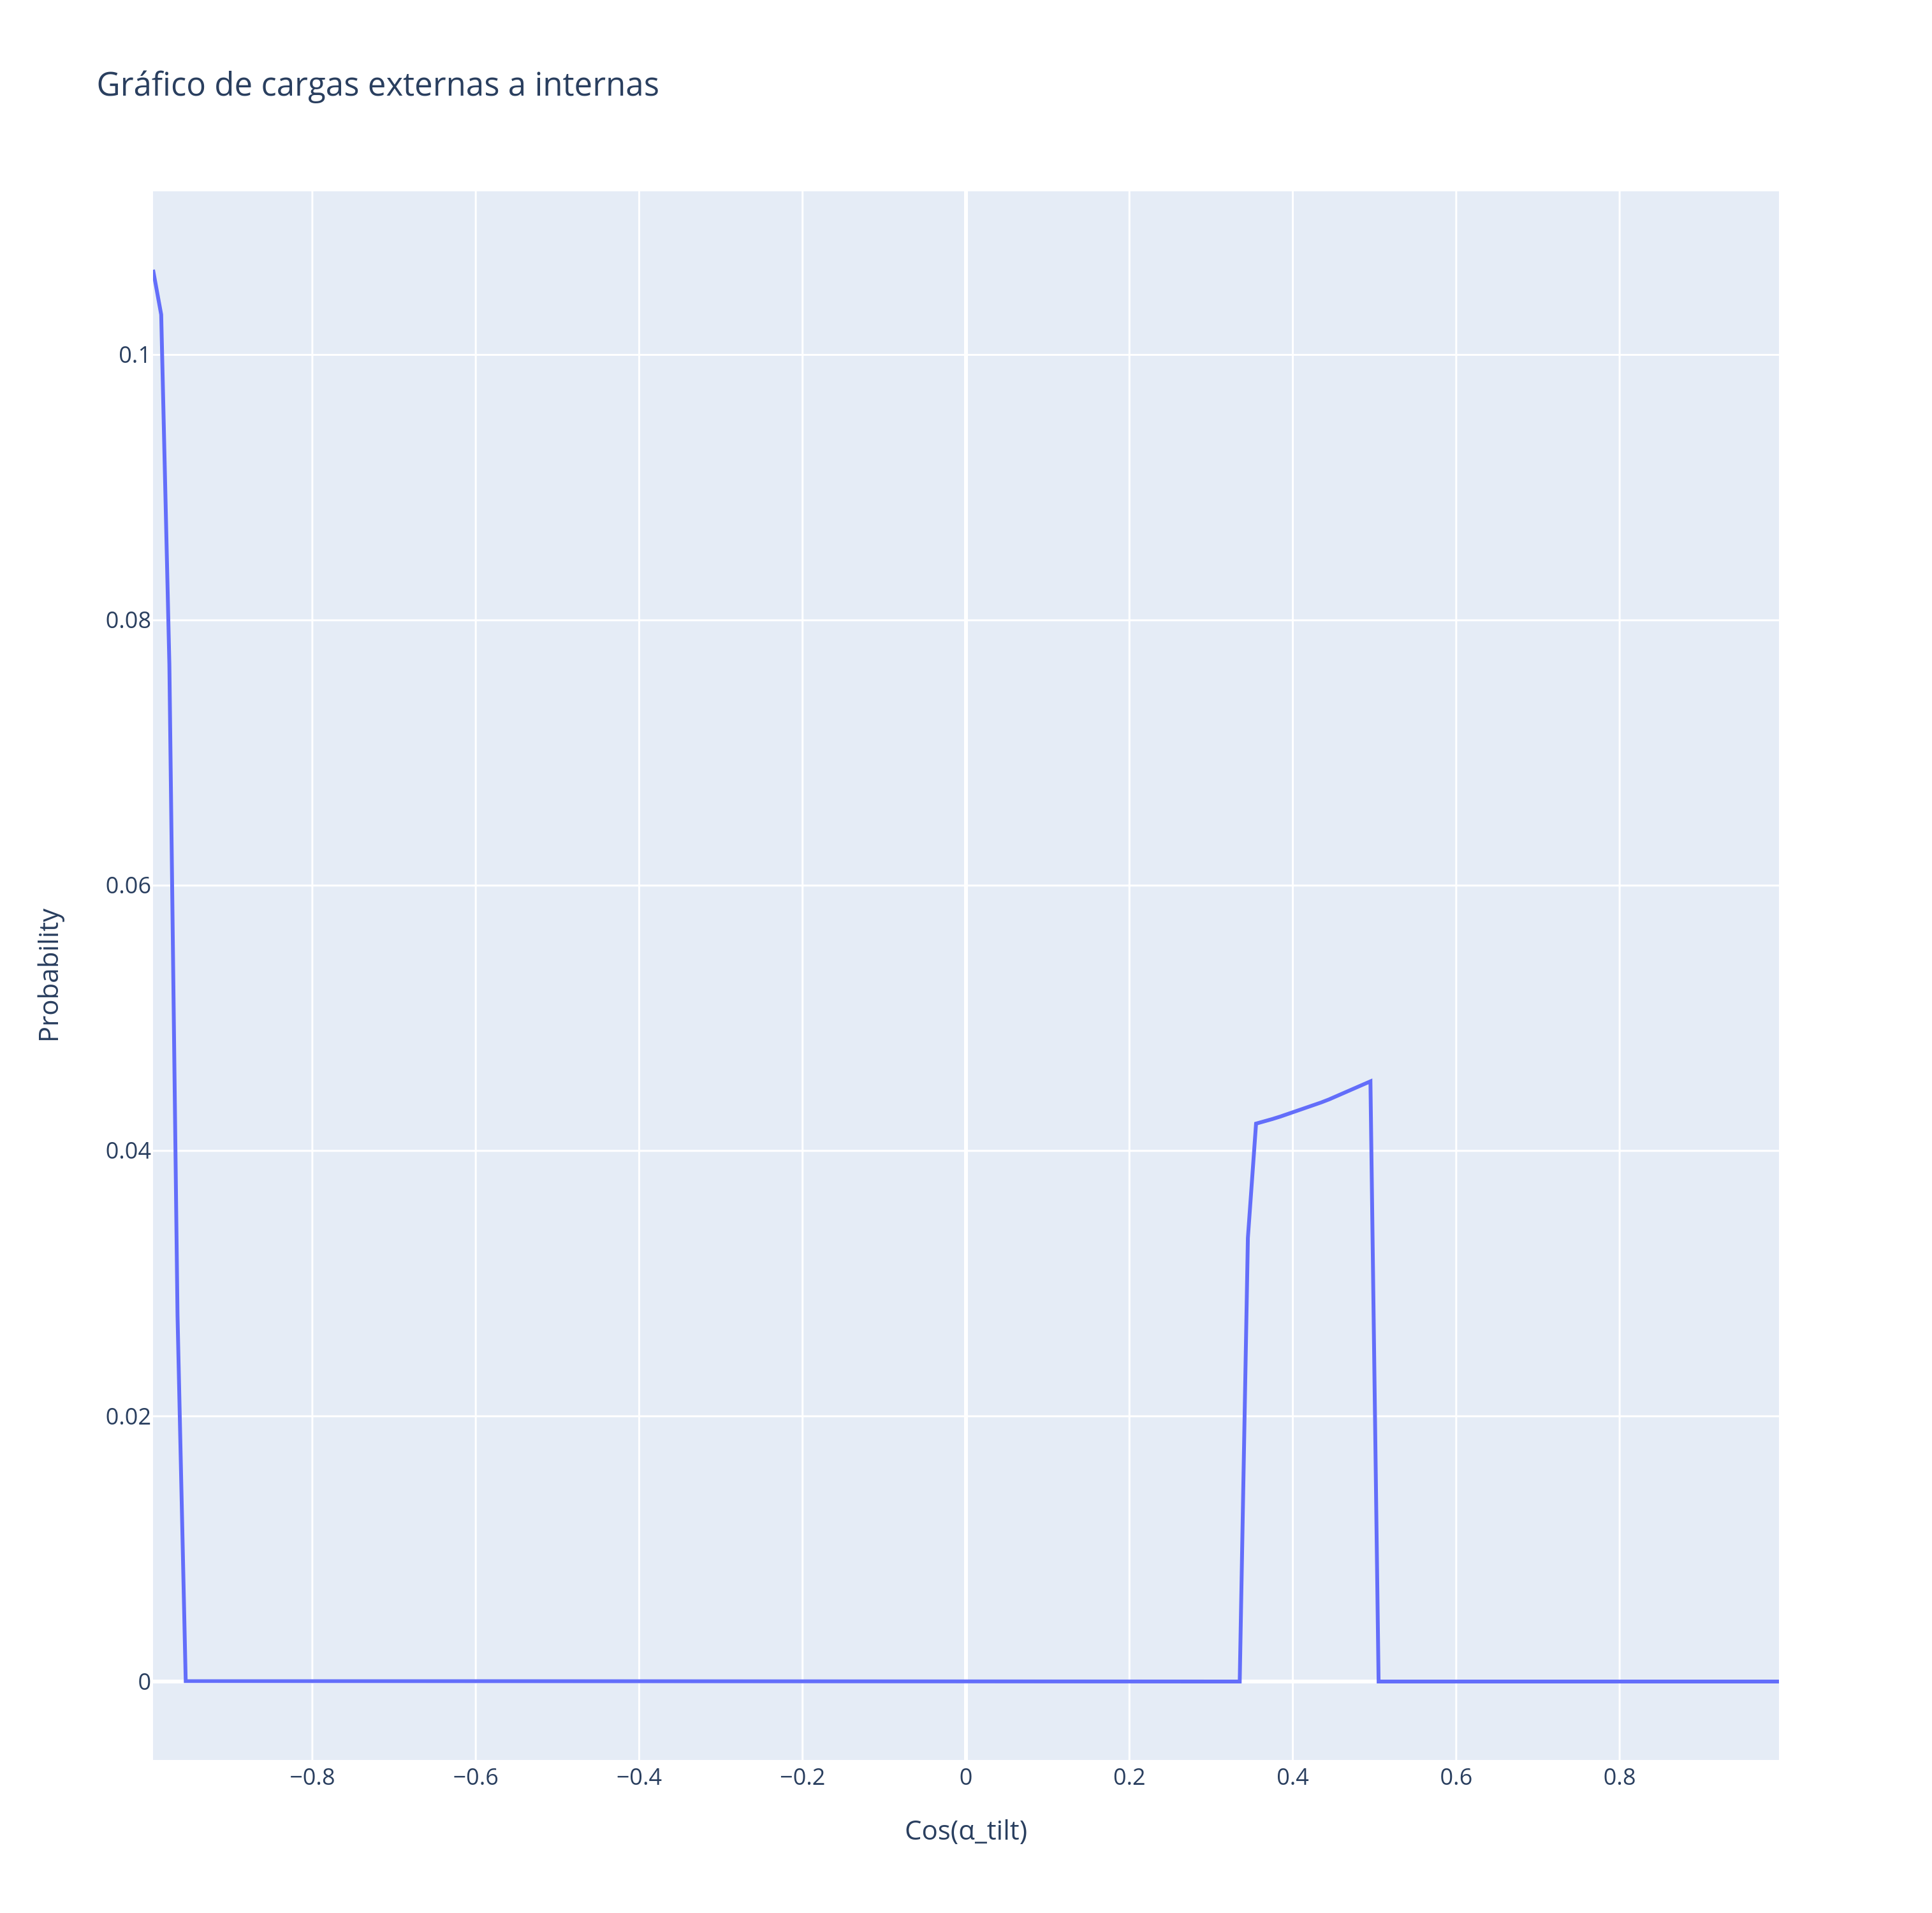 Gráfico de cargas externas a internas
0.1
0.08
0.06
0.04
0.02
0
Probability
−0.8 −0.6 −0.4 −0.2 0 0.2 0.4 0.6 0.8
Cos(α_tilt)